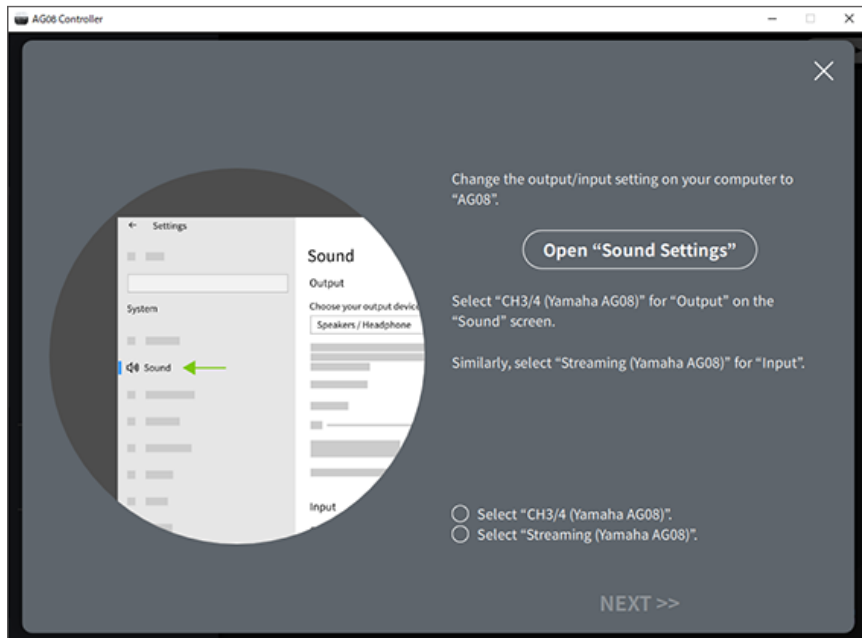 AG08 Controller
Change the output/input setting on your computer to
“AG08”.
Open “Sound Settings”
Select “CH3/4 (Yamaha AG08)” for “Output” on the
“Sound” screen.
Similarly, select “Streaming (Yamaha AG08)” for “Input”.
Settings
System
Sound
Sound
Output
Choose your output device
Speakers / Headphone
Input
Select “CH3/4 (Yamaha AG08)”.
Select “Streaming (Yamaha AG08)”.
NEXT >>